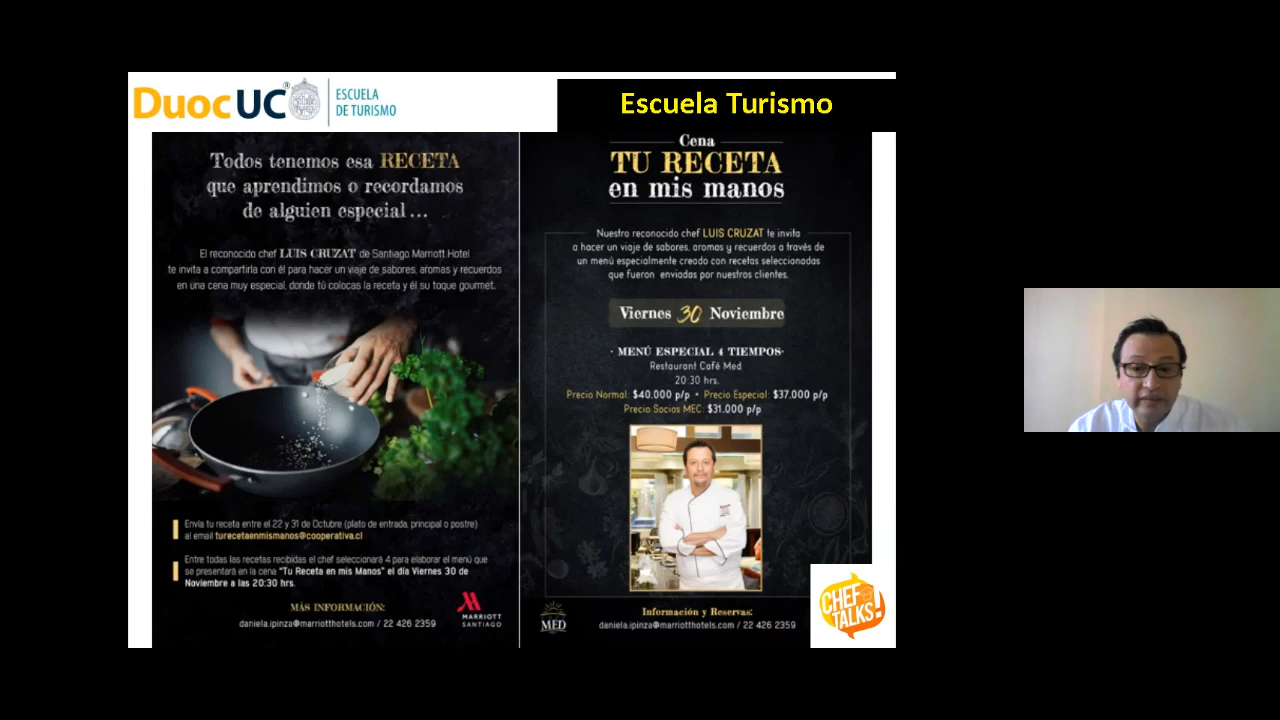 DuocUC
ESCUELA
DE TURISMO
Escuela Turismo
Todos tenemos esa RECETA
que aprendimos o recordamos
de alguien especial...
El reconocido chef LUIS CRUZAT de Santiago Marriott Hotel
te invita a compartirla con él para hacer un viaje de sabores, aromas y recuerdos
en una cena muy especial, donde tú colocas la receta y él su toque gourmet.
Envía tu receta entre el 22 y 31 de Octubre (plato de entrada, principal o postre)
al email turecetaenmismanos@cooperativa.cl
Entre todas las recetas recibidas el chef seleccionará 4 para elaborar el menú que
se presentará en la cena "Tu Receta en mis Manos" el día Viernes 30 de
Noviembre a las 20:30 hrs.
MÁS INFORMACIÓN:
daniela.ipinza@marriotthotels.com / 22 426 2359
MARRIOTT
SANTIAGO
Cena
TU RECETA
en mis manos
Nuestro reconocido chef LUIS CRUZAT te invita
a hacer un viaje de sabores, aromas y recuerdos a través de
un menú especialmente creado con recetas seleccionadas
que fueron enviadas por nuestros clientes.
Viernes 30 Noviembre
· MENÚ ESPECIAL 4 TIEMPOS·
Restaurant Café Med
20:30 hrs.
Precio Normal: $40.000 p/p • Precio Especial: $37.000 p/p
Precio Socios MEC: $31.000 p/p
MED
Información y Reservas:
daniela.ipinza@marriotthotels.com / 22 426 2359
CHEF
TALKS!